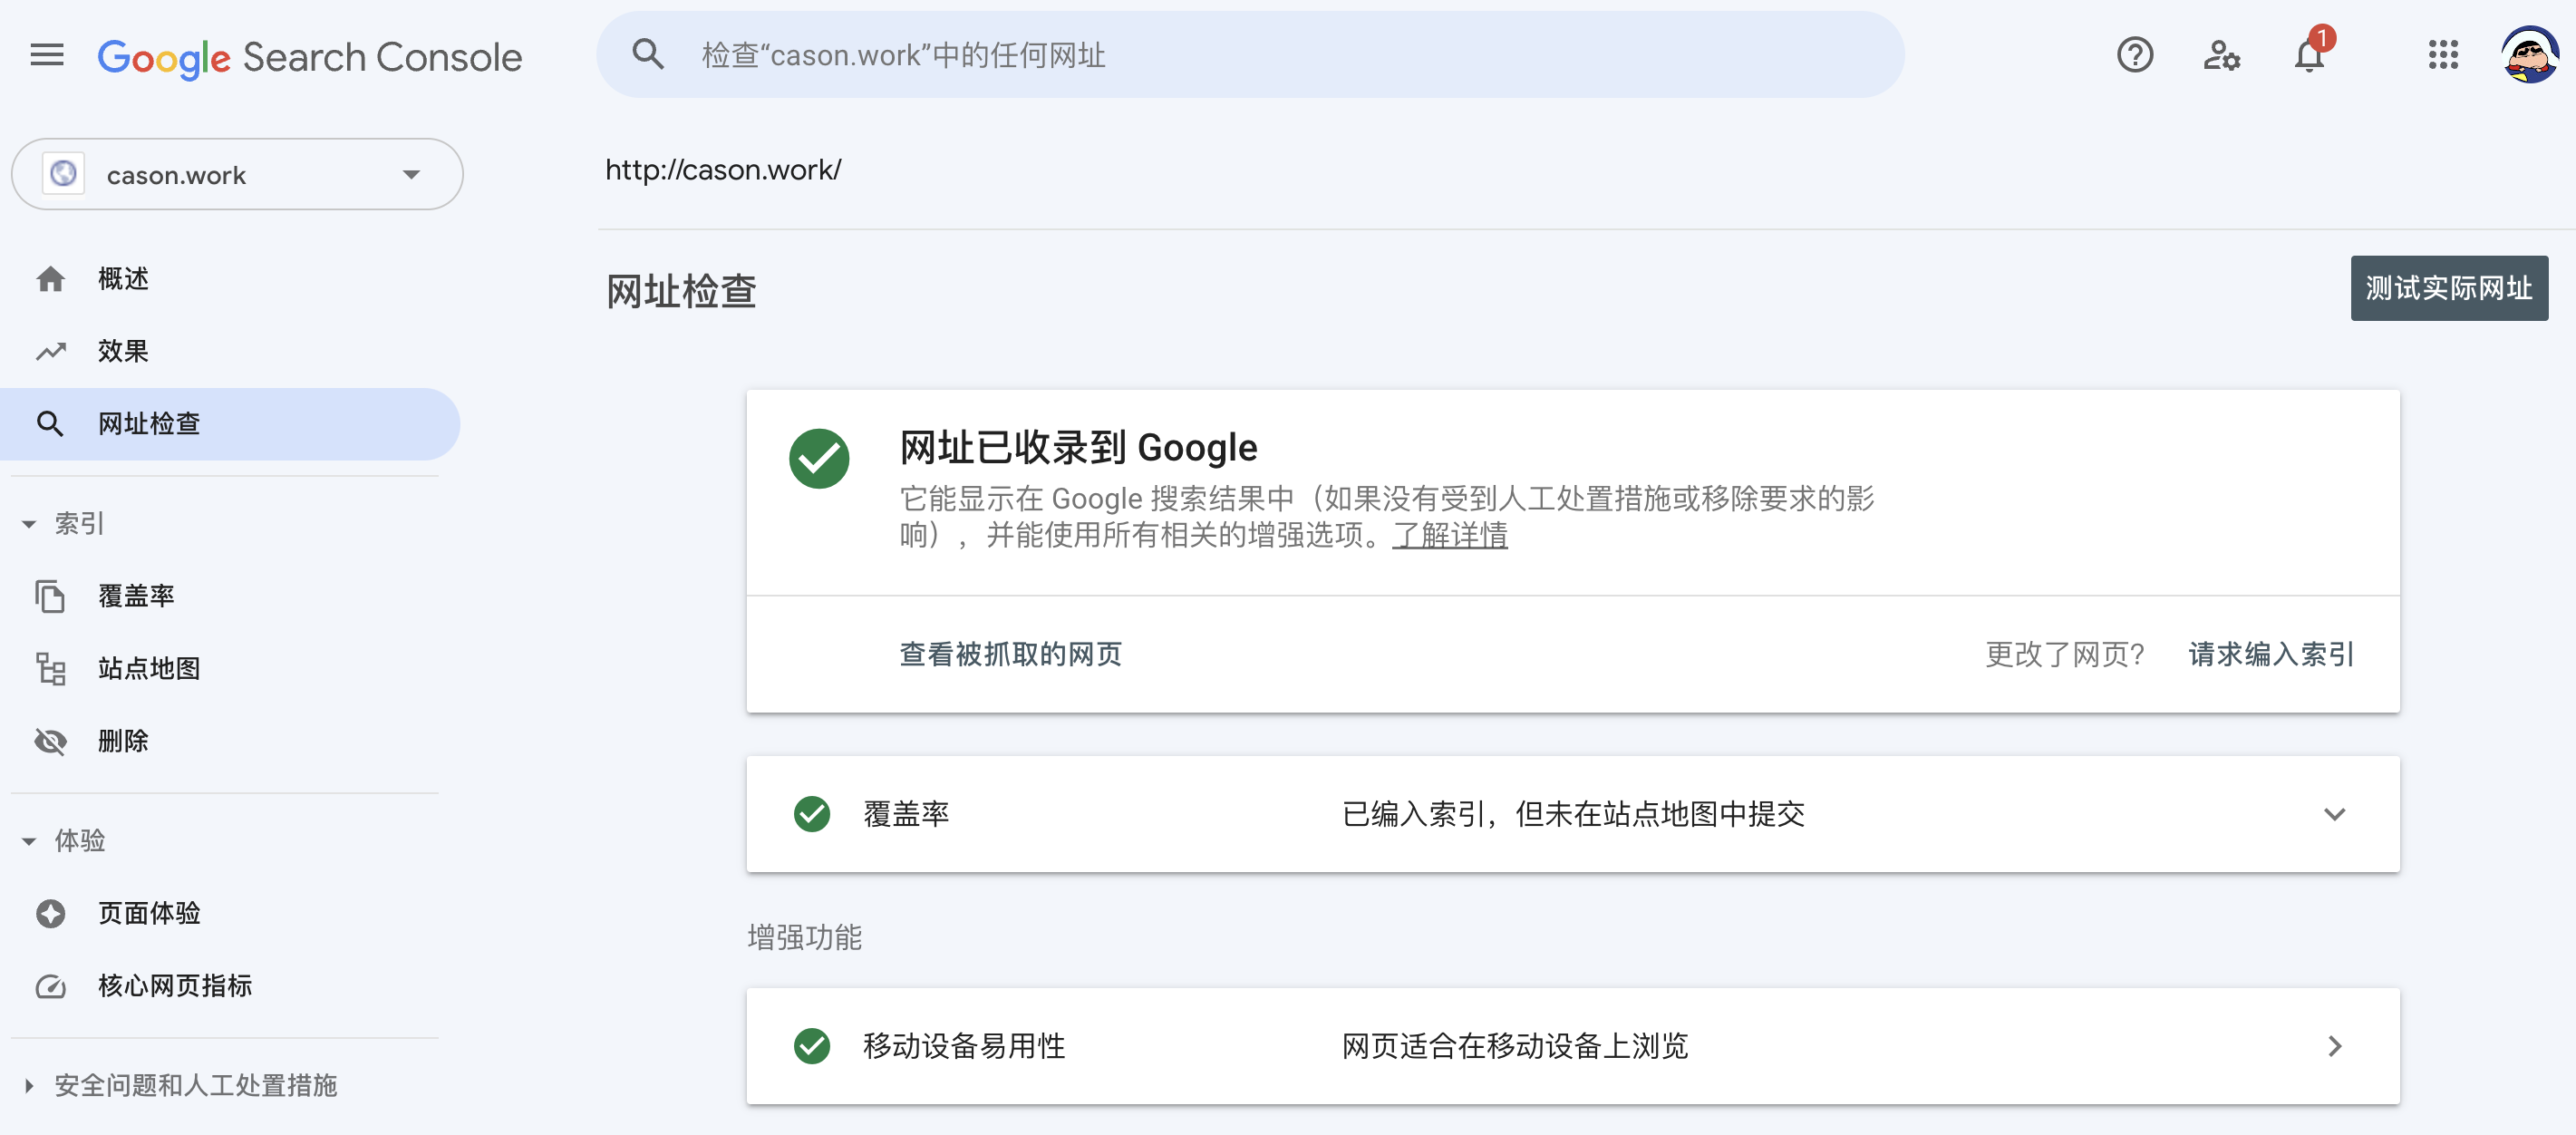 Google Search Console
检查“cason.work”中的任何网址
1
cason.work
概述
效果
网址检查
索引
覆盖率
站点地图
删除
体验
页面体验
核心网页指标
安全问题和人工处置措施
http://cason.work/
网址检查
测试实际网址
网址已收录到 Google
它能显示在 Google 搜索结果中（如果没有受到人工处置措施或移除要求的影
响），并能使用所有相关的增强选项。了解详情
查看被抓取的网页
更改了网页？ 请求编入索引
覆盖率 已编入索引，但未在站点地图中提交
增强功能
移动设备易用性 网页适合在移动设备上浏览